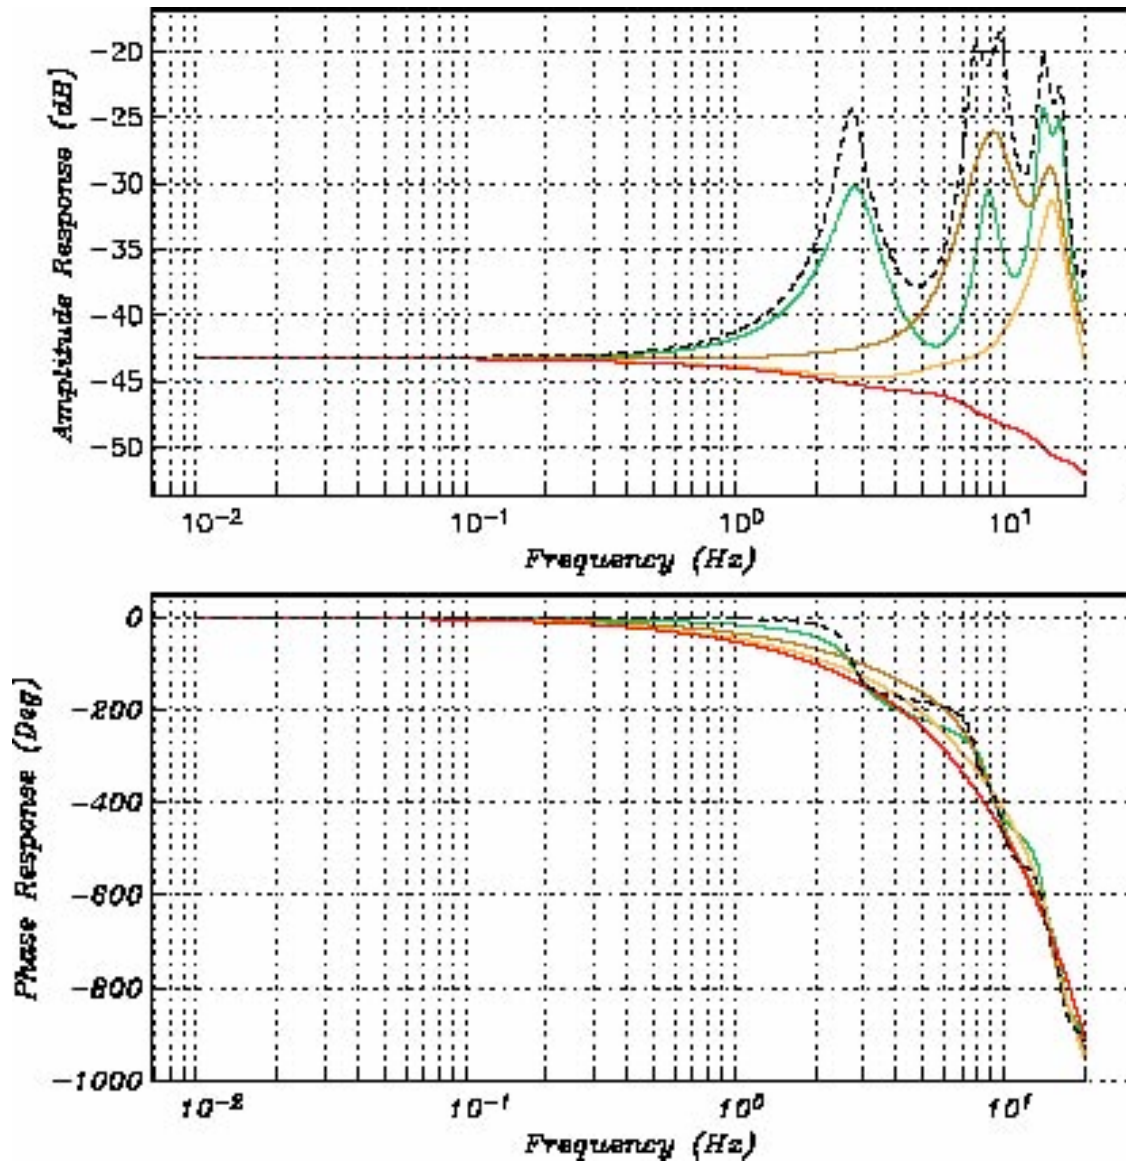 Amplitude Response (dB)
−20
−25
−30
−35
−40
−45
−50
10⁻² 10⁻¹ 10⁰ 10¹
Frequency (Hz)
Phase Response (Deg)
0
−200
−400
−600
−800
−1000
10⁻² 10⁻¹ 10⁰ 10¹
Frequency (Hz)